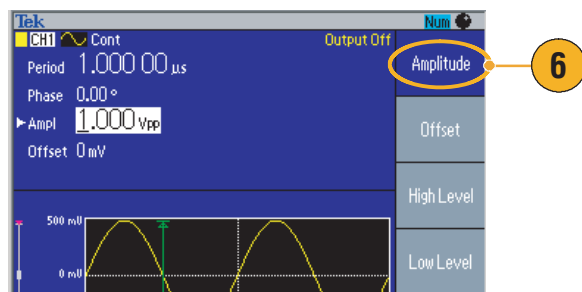 Tek Num
CH1 Cont Output Off
Period 1.000 00 µs
Phase 0.00 °
Ampl 1.000 Vpp
Offset 0 mV
Amplitude
6
Offset
High Level
Low Level
500 mV
0 mV